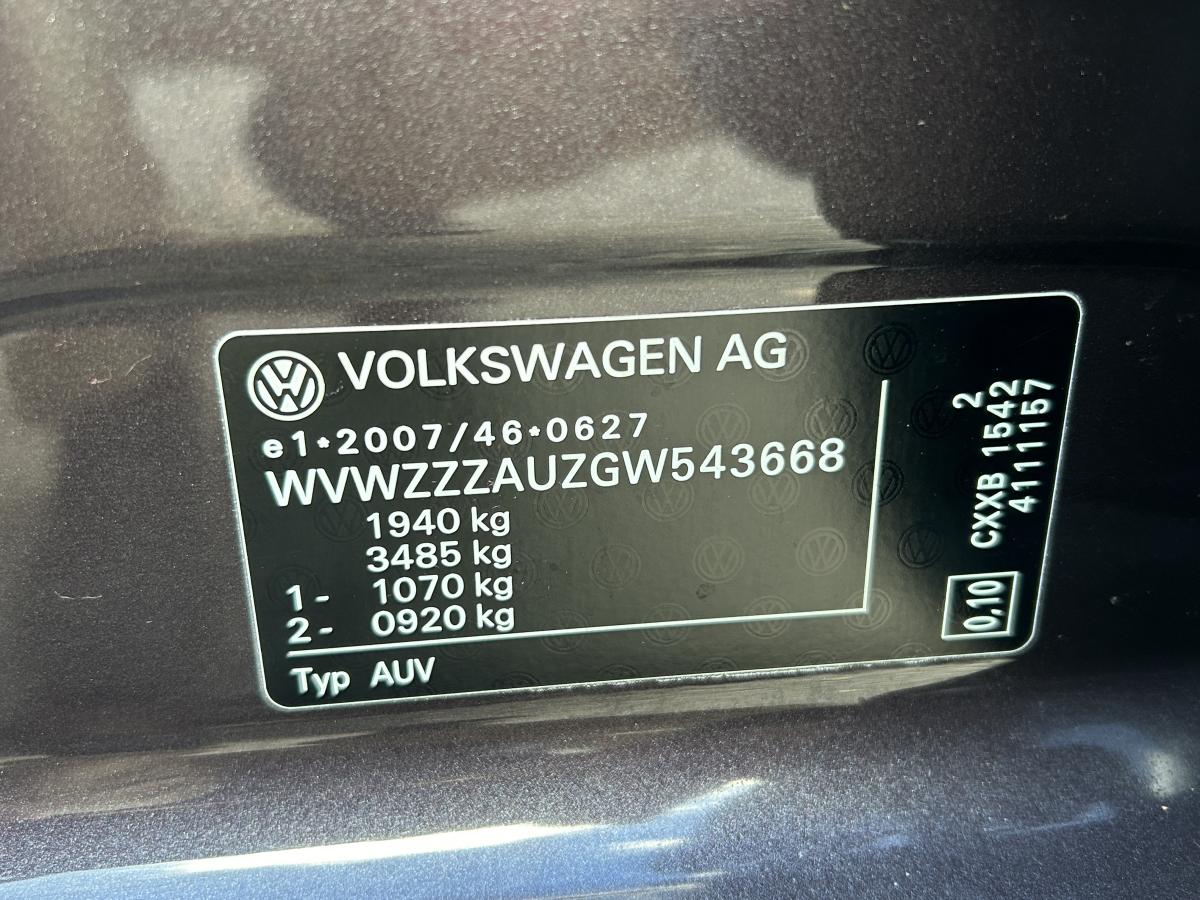 VOLKSWAGEN AG
e1*2007/46*0627
WVWZZZAUZGW543668
1940 kg
3485 kg
1- 1070 kg
2- 0920 kg
Typ AUV
2
CXXB 1542
4111157
0,10